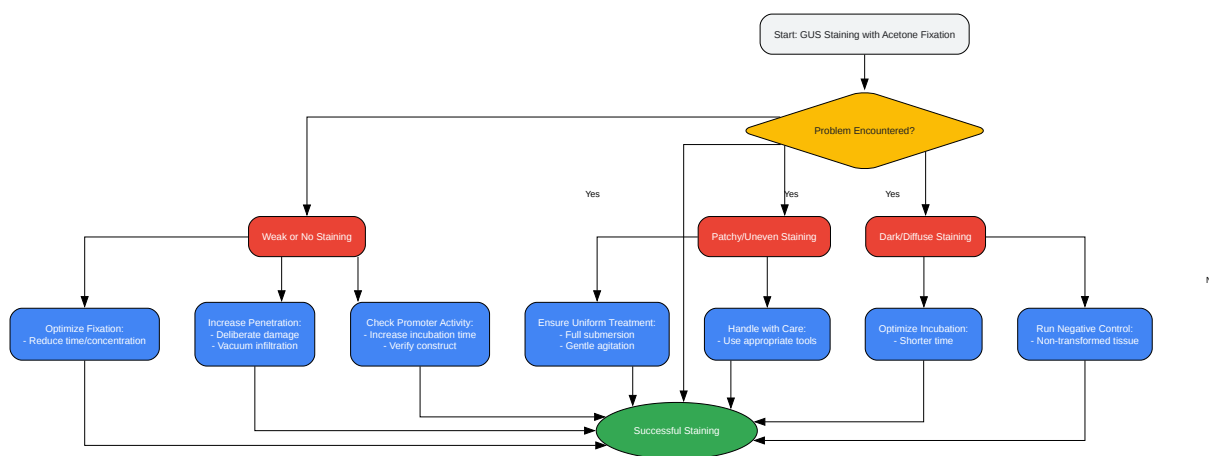 Start: GUS Staining with Acetone Fixation
Problem Encountered?
Yes
Yes
Yes
Weak or No Staining
Patchy/Uneven Staining
Dark/Diffuse Staining
Optimize Fixation:
- Reduce time/concentration
Increase Penetration:
- Deliberate damage
- Vacuum infiltration
Check Promoter Activity:
- Increase incubation time
- Verify construct
Ensure Uniform Treatment:
- Full submersion
- Gentle agitation
Handle with Care:
- Use appropriate tools
Optimize Incubation:
- Shorter time
Run Negative Control:
- Non-transformed tissue
Successful Staining